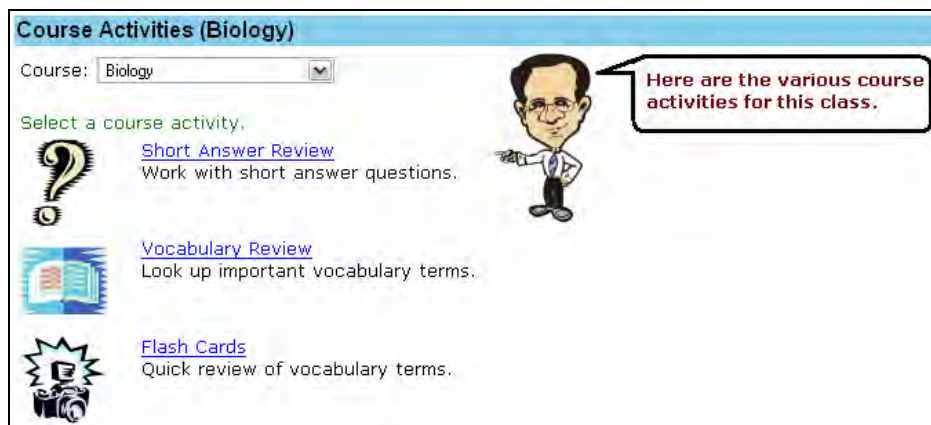 Course Activities (Biology)
Course: Biology
Here are the various course
activities for this class.
Select a course activity.
Short Answer Review
Work with short answer questions.
Vocabulary Review
Look up important vocabulary terms.
Flash Cards
Quick review of vocabulary terms.